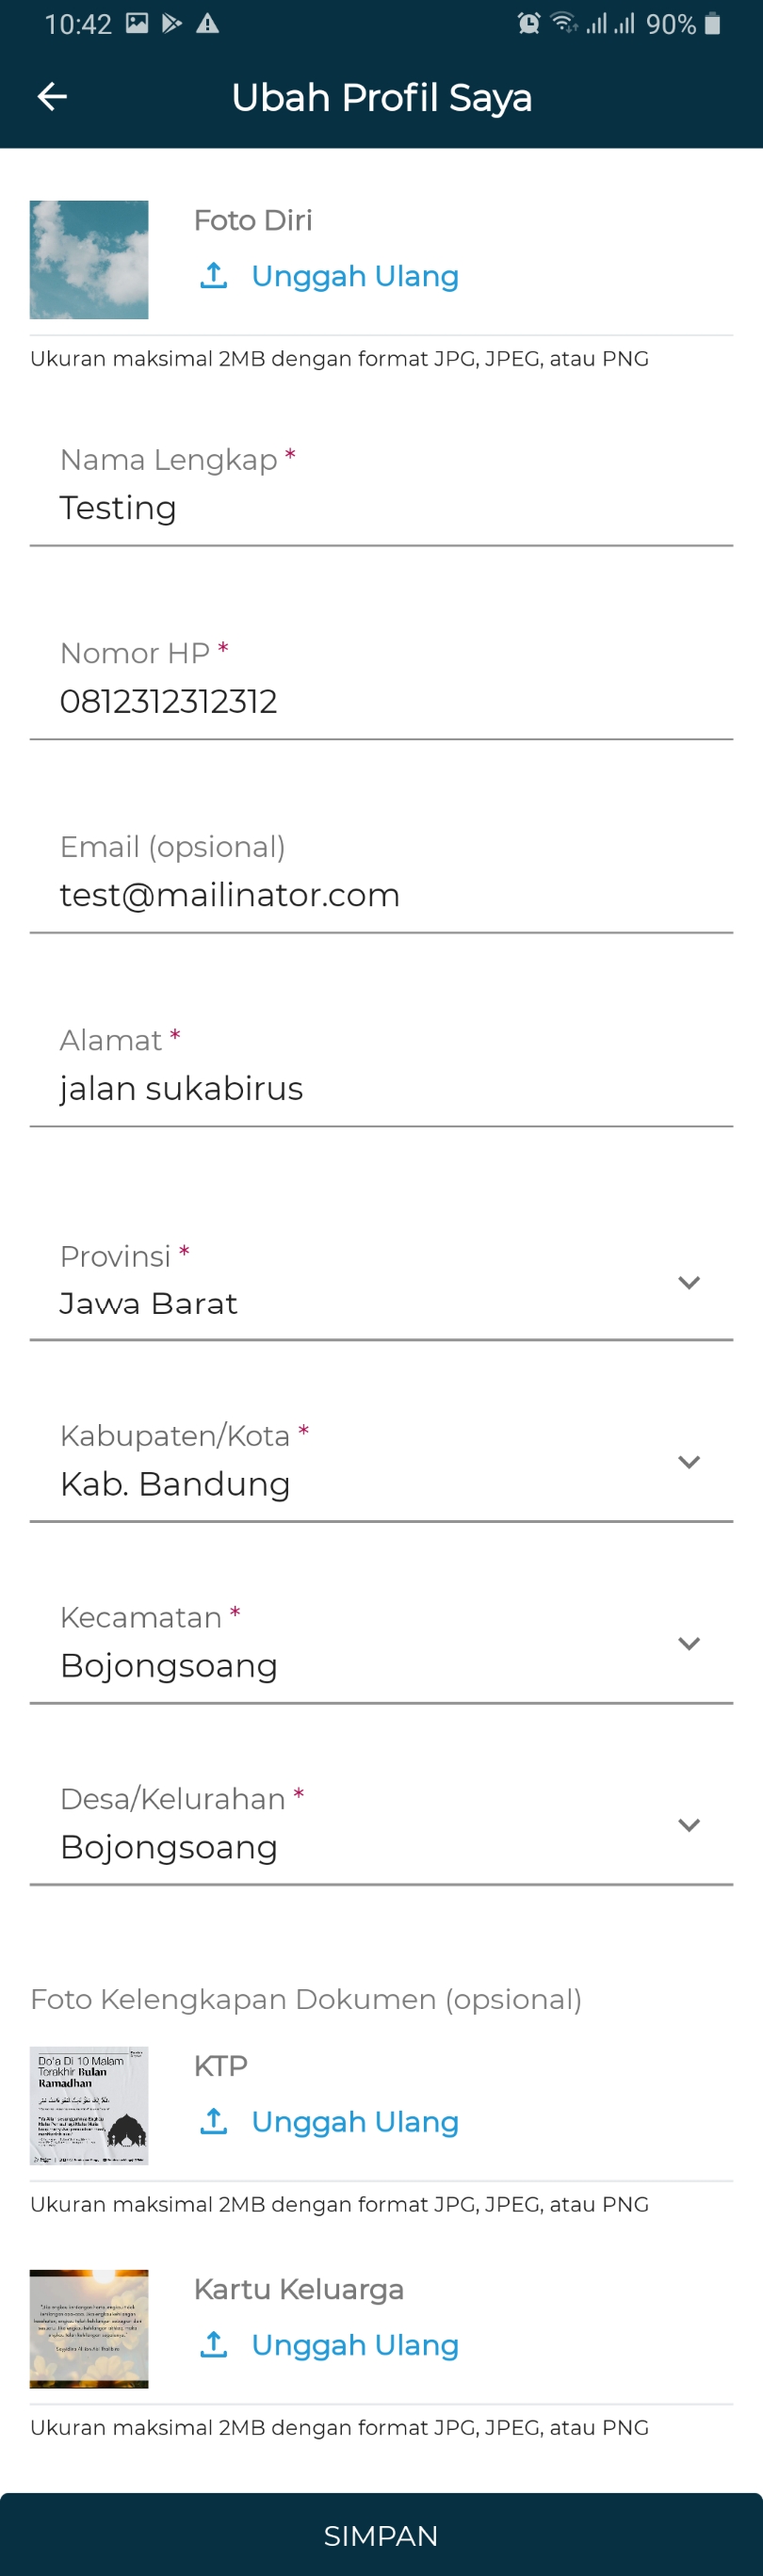 10:42 90%
Ubah Profil Saya
Foto Diri
Unggah Ulang
Ukuran maksimal 2MB dengan format JPG, JPEG, atau PNG
Nama Lengkap *
Testing
Nomor HP *
0812312312312
Email (opsional)
test@mailinator.com
Alamat *
jalan sukabirus
Provinsi *
Jawa Barat
Kabupaten/Kota *
Kab. Bandung
Kecamatan *
Bojongsoang
Desa/Kelurahan *
Bojongsoang
Foto Kelengkapan Dokumen (opsional)
Do'a Di 10 Malam
Terakhir Bulan
Ramadhan
KTP
Unggah Ulang
Ukuran maksimal 2MB dengan format JPG, JPEG, atau PNG
Kartu Keluarga
Unggah Ulang
Ukuran maksimal 2MB dengan format JPG, JPEG, atau PNG
SIMPAN